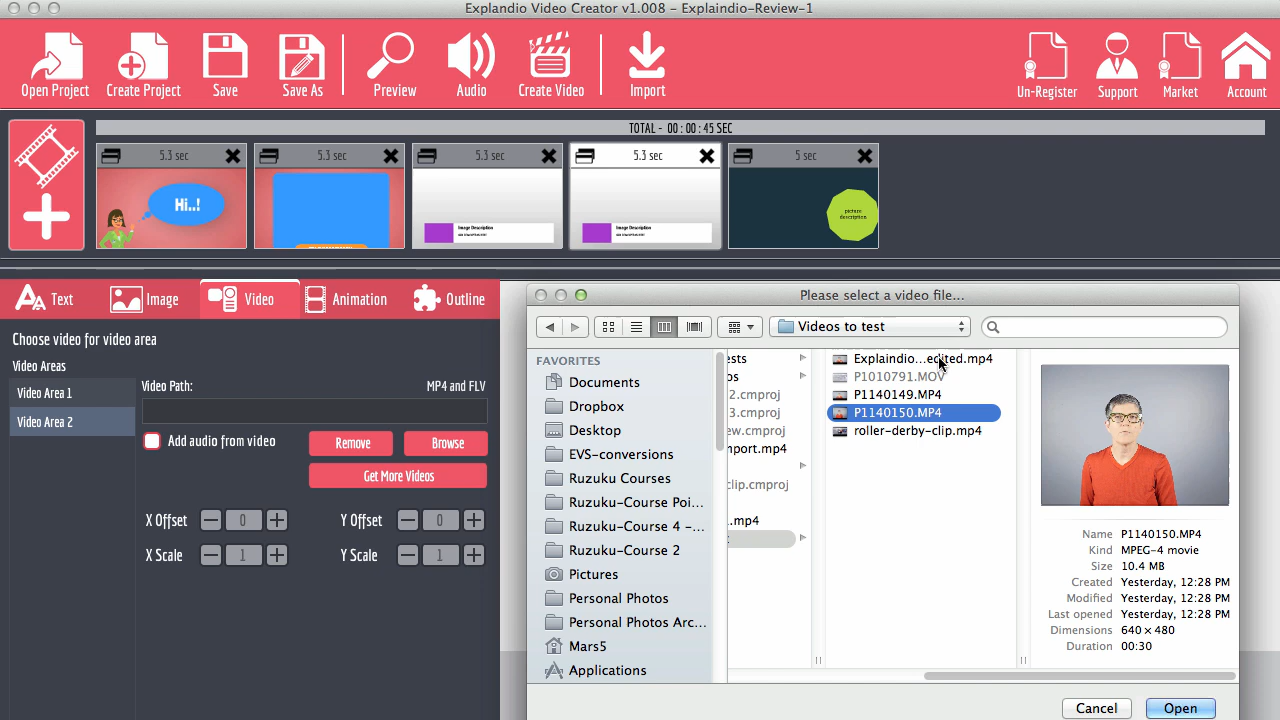 Explandio Video Creator v1.008 - Explaindio-Review-1
Open Project
Create Project
Save
Save As
Preview
Audio
Create Video
Import
Un-Register
Support
Market
Account
TOTAL - 00 : 00 : 45 SEC
5.3 sec
5.3 sec
5.3 sec
5.3 sec
5 sec
Hi..!
Image Description
Image Description
picture
description
Text
Image
Video
Animation
Outline
Choose video for video area
Video Areas
Video Area 1
Video Area 2
Video Path:
MP4 and FLV
Add audio from video
Remove
Browse
Get More Videos
X Offset
0
Y Offset
0
X Scale
1
Y Scale
1
Please select a video file...
Videos to test
FAVORITES
Documents
Dropbox
Desktop
EVS-conversions
Ruzuku Courses
Ruzuku-Course Poi...
Ruzuku-Course 4 -...
Ruzuku-Course 2
Pictures
Personal Photos
Personal Photos Arc...
Mars5
Applications
ests
os
2.cmproj
3.cmproj
ew.cmproj
mport.mp4
clip.cmproj
.mp4
Explaindio...edited.mp4
P1010791.MOV
P1140149.MP4
P1140150.MP4
roller-derby-clip.mp4
Name P1140150.MP4
Kind MPEG-4 movie
Size 10.4 MB
Created Yesterday, 12:28 PM
Modified Yesterday, 12:28 PM
Last opened Yesterday, 12:28 PM
Dimensions 640 × 480
Duration 00:30
Cancel
Open